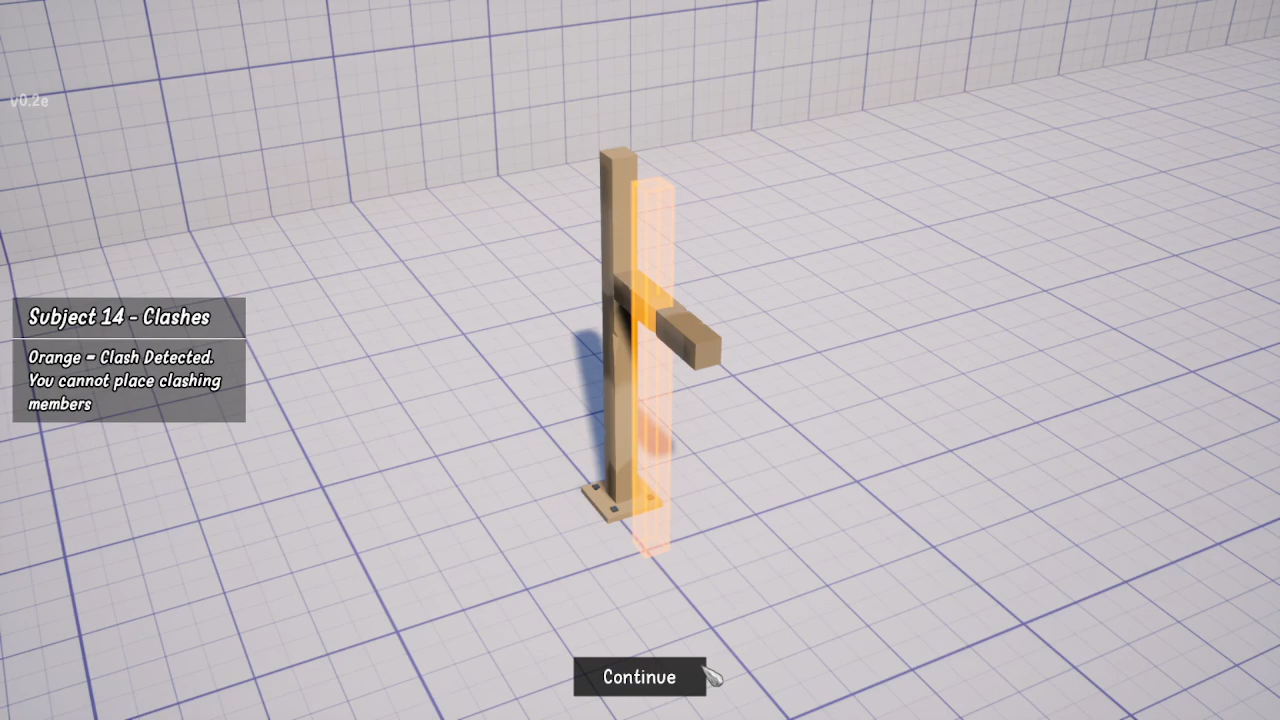 v0.2e
Subject 14 - Clashes
Orange = Clash Detected.
You cannot place clashing
members
Continue